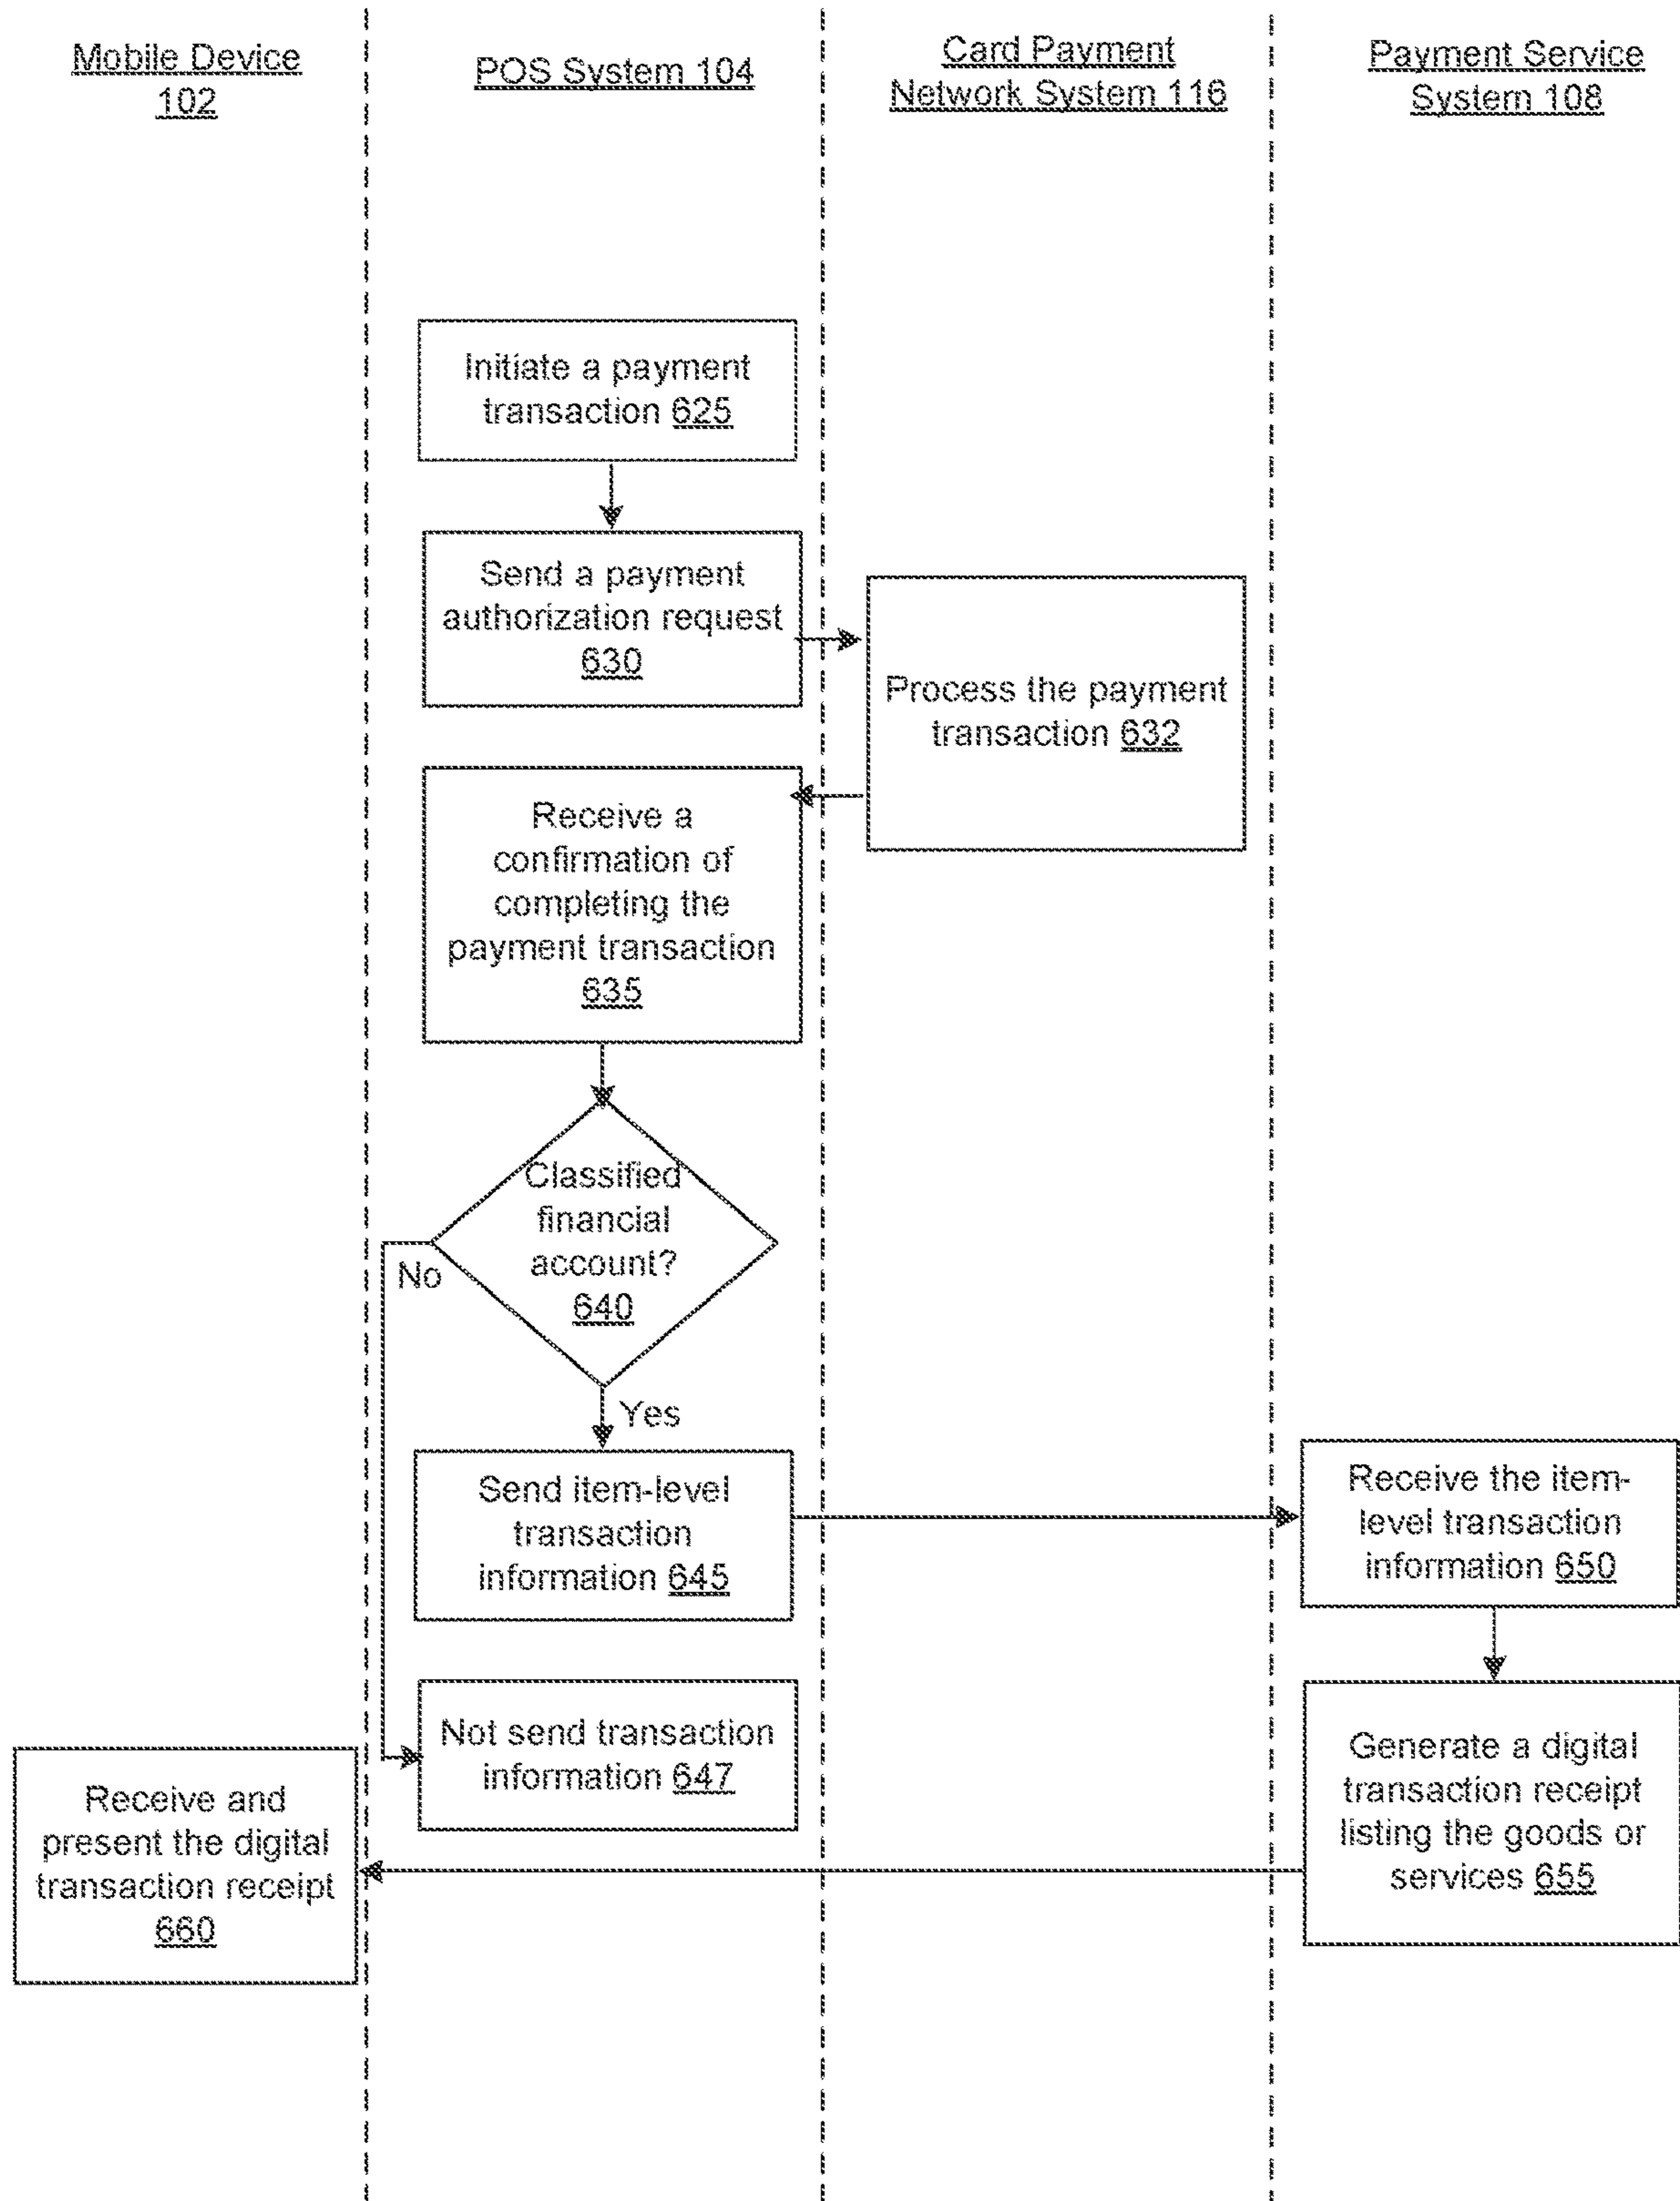 Mobile Device
102
POS System 104
Card Payment
Network System 116
Payment Service
System 108
Initiate a payment
transaction 625
Send a payment
authorization request
630
Process the payment
transaction 632
Receive a
confirmation of
completing the
payment transaction
635
Classified
financial
account?
640
No
Yes
Send item-level
transaction
information 645
Receive the item-
level transaction
information 650
Not send transaction
information 647
Generate a digital
transaction receipt
listing the goods or
services 655
Receive and
present the digital
transaction receipt
660